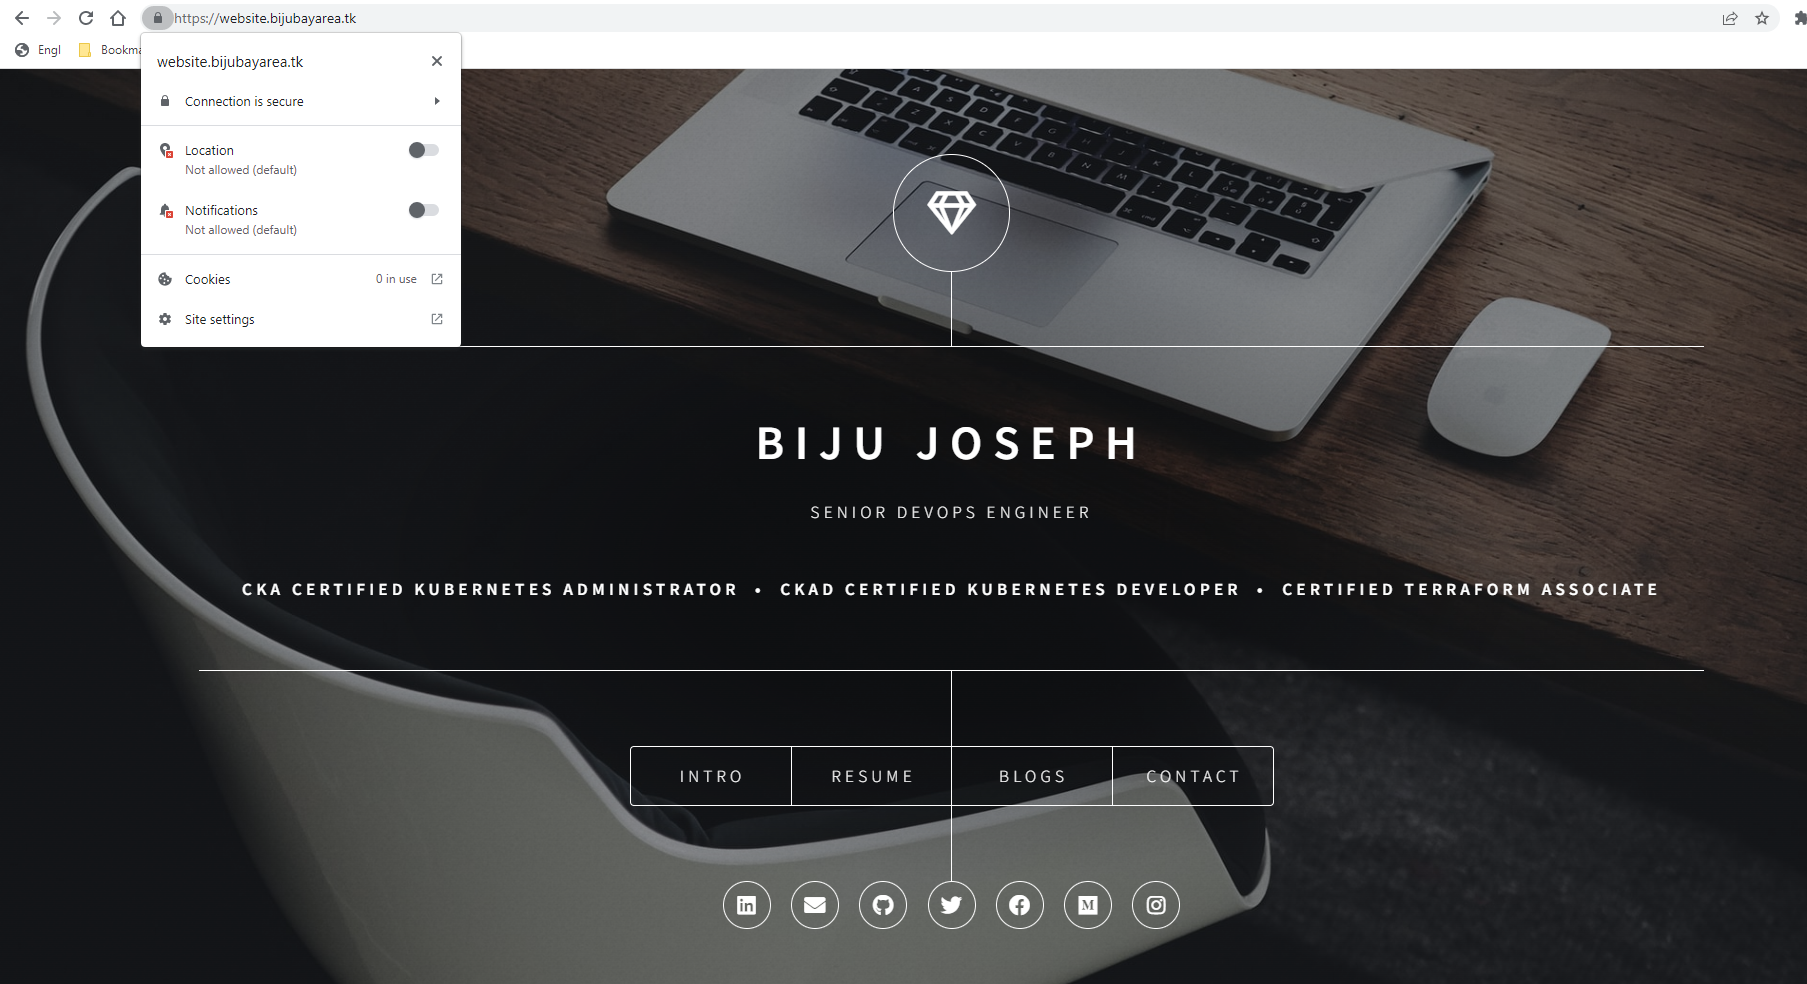 https://website.bijubayarea.tk
Engl
Bookma
website.bijubayarea.tk
Connection is secure
Location
Not allowed (default)
Notifications
Not allowed (default)
Cookies 0 in use
Site settings
BIJU JOSEPH
SENIOR DEVOPS ENGINEER
CKA CERTIFIED KUBERNETES ADMINISTRATOR • CKAD CERTIFIED KUBERNETES DEVELOPER • CERTIFIED TERRAFORM ASSOCIATE
INTRO RESUME BLOGS CONTACT